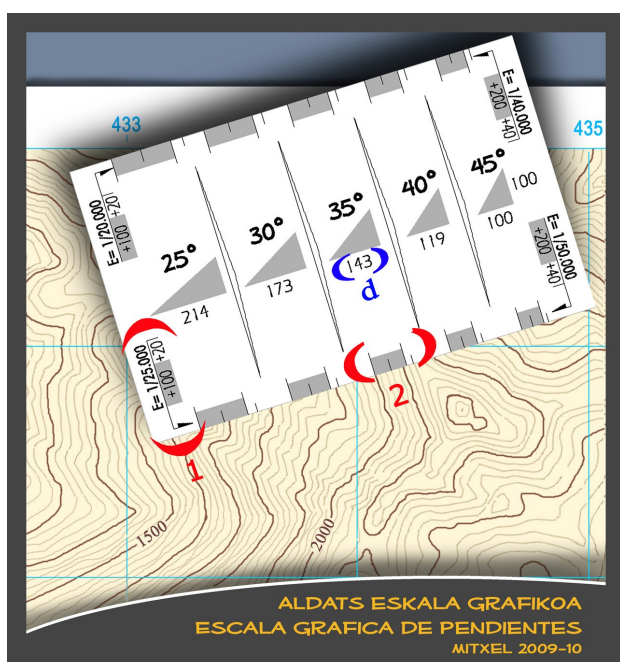 433
435
E= 1/20.000
+100 +20
E= 1/40.000
+200 +40
25°
214
30°
173
35°
143
d
40°
119
45°
100
100
E= 1/25.000
+100 +20
E= 1/50.000
+200 +40
1
2
1500
2000
ALDATS ESKALA GRAFIKOA
ESCALA GRAFICA DE PENDIENTES
MITXEL 2009-10